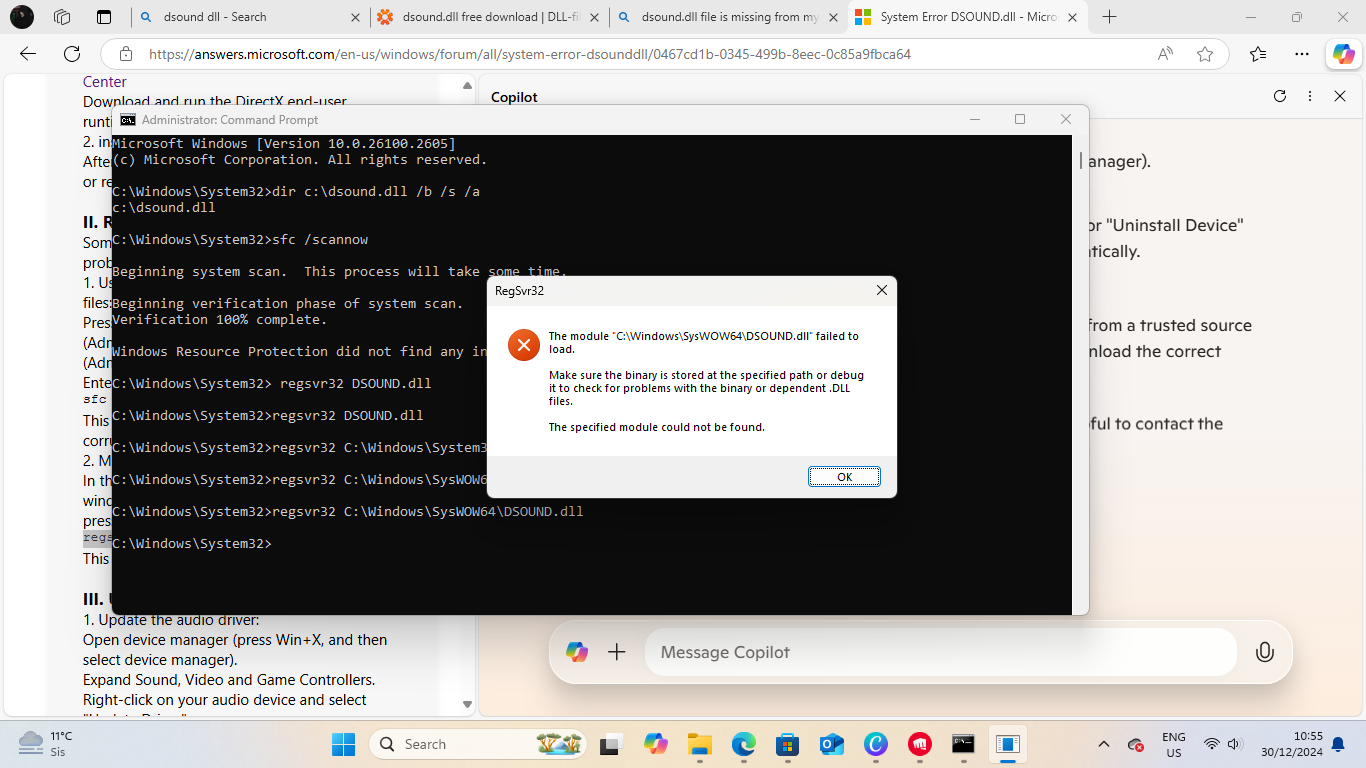 dsound dll - Search
dsound.dll free download | DLL-fi
dsound.dll file is missing from my
System Error DSOUND.dll - Micro
https://answers.microsoft.com/en-us/windows/forum/all/system-error-dsounddll/0467cd1b-0345-499b-8eec-0c85a9fbca64
Center
Download and run the DirectX end-user
runti
2. in
Afte
or re
II. R
Som
prob
1. Us
files:
Pres
(Adm
(Adm
Ente
sfc
This
corru
2. M
In th
wind
pres
regs
This
III. U
1. Update the audio driver:
Open device manager (press Win+X, and then
select device manager).
Expand Sound, Video and Game Controllers.
Right-click on your audio device and select
"Update Driver"
Copilot
anager).
or "Uninstall Device"
atically.
from a trusted source
nload the correct
oful to contact the
Message Copilot
Administrator: Command Prompt
Microsoft Windows [Version 10.0.26100.2605]
(c) Microsoft Corporation. All rights reserved.
C:\Windows\System32>dir c:\dsound.dll /b /s /a
c:\dsound.dll
C:\Windows\System32>sfc /scannow
Beginning system scan.  This process will take some time.
Beginning verification phase of system scan.
Verification 100% complete.
Windows Resource Protection did not find any in
C:\Windows\System32> regsvr32 DSOUND.dll
C:\Windows\System32>regsvr32 DSOUND.dll
C:\Windows\System32>regsvr32 C:\Windows\System3
C:\Windows\System32>regsvr32 C:\Windows\SysWOW6
C:\Windows\System32>regsvr32 C:\Windows\SysWOW64\DSOUND.dll
C:\Windows\System32>
RegSvr32
The module "C:\Windows\SysWOW64\DSOUND.dll" failed to
load.
Make sure the binary is stored at the specified path or debug
it to check for problems with the binary or dependent .DLL
files.
The specified module could not be found.
OK
11°C
Sis
Search
ENG
US
10:55
30/12/2024